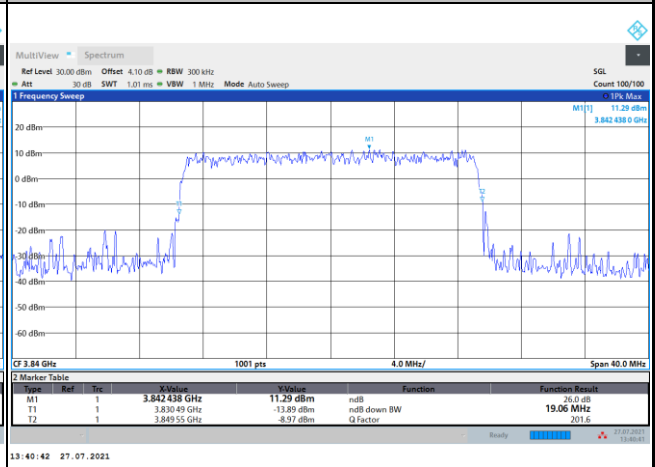 MultiView Spectrum
Ref Level 30.00 dBm Offset 4.10 dB RBW 300 kHz SGL
Att 30 dB SWT 1.01 ms VBW 1 MHz Mode Auto Sweep Count 100/100
1 Frequency Sweep 1Pk Max
M1[1] 11.29 dBm
3.842 438 0 GHz
20 dBm
M1
10 dBm
0 dBm
T2
-10 dBm
-20 dBm
-30 dBm
-40 dBm
-50 dBm
-60 dBm
CF 3.84 GHz 1001 pts 4.0 MHz/ Span 40.0 MHz
2 Marker Table
Type Ref Trc X-Value Y-Value Function Function Result
M1 1 3.842 438 GHz 11.29 dBm ndB 26.0 dB
T1 1 3.830 49 GHz -13.89 dBm ndB down BW 19.06 MHz
T2 1 3.849 55 GHz -8.97 dBm Q Factor 201.6
Ready 27.07.2021
13:40:41
13:40:42 27.07.2021